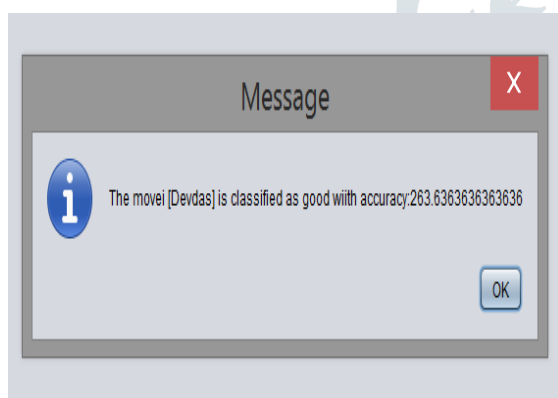 Message
X
The movei [Devdas] is classified as good wiith accuracy:263.6363636363636
OK